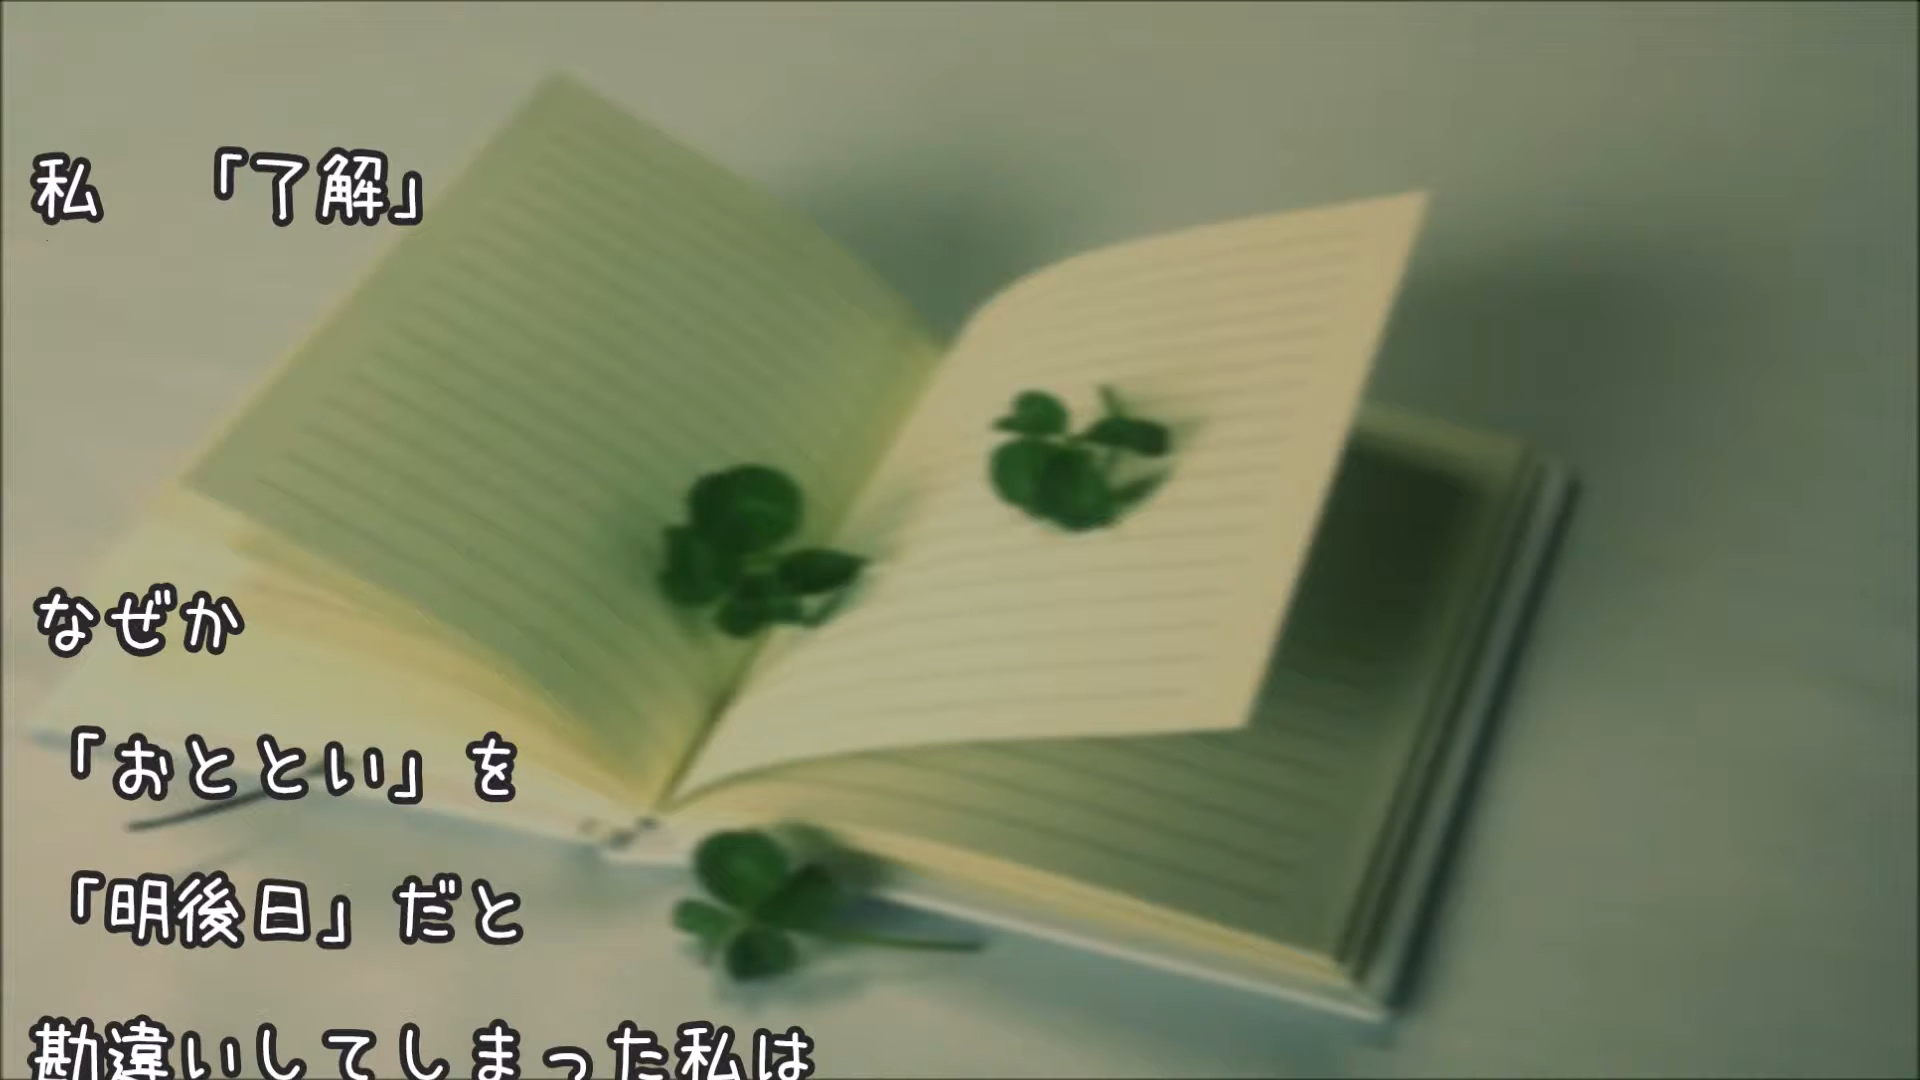 私　「了解」
なぜか
「おととい」を
「明後日」だと
勘違いしてしまった私は